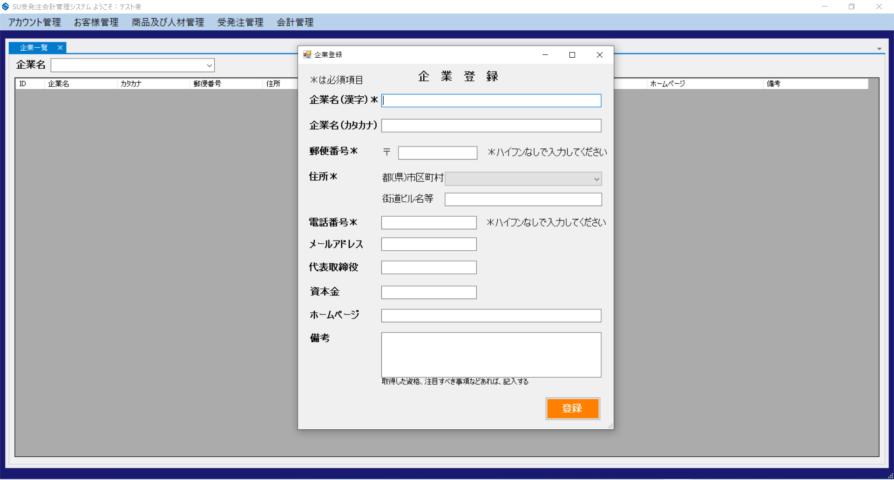 SU受発注会計管理システム ようこそ：テスト泰
アカウント管理 お客様管理 商品及び人材管理 受発注管理 会計管理
企業一覧 ×
企業名
ID 企業名 カタカナ 郵便番号 住所 ホームページ 備考
企業登録
＊は必須項目
企 業 登 録
企業名(漢字)＊
企業名(カタカナ)
郵便番号＊ 〒 ＊ハイフンなしで入力してください
住所＊ 都(県)市区町村
街道ビル名等
電話番号＊ ＊ハイフンなしで入力してください
メールアドレス
代表取締役
資本金
ホームページ
備考
取得した資格、注目すべき事項などあれば、記入する
登録